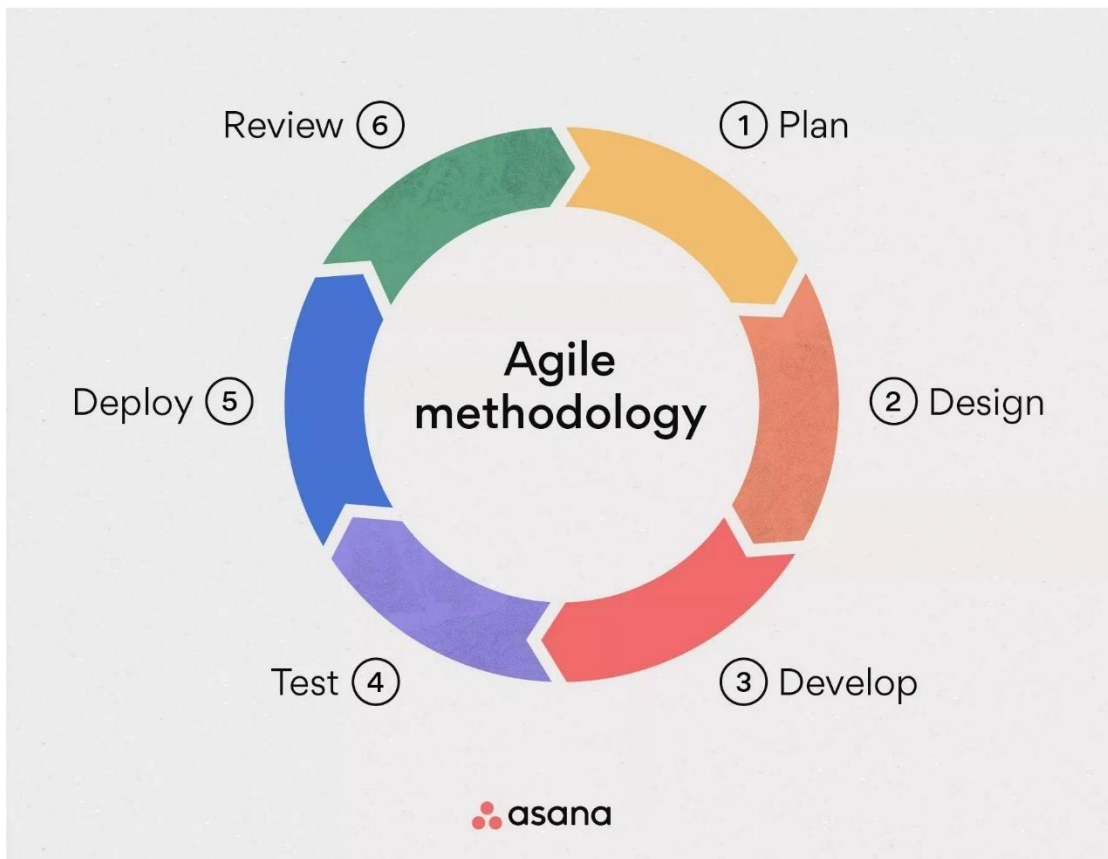 Agile
methodology
1 Plan
2 Design
3 Develop
Test 4
Deploy 5
Review 6
asana